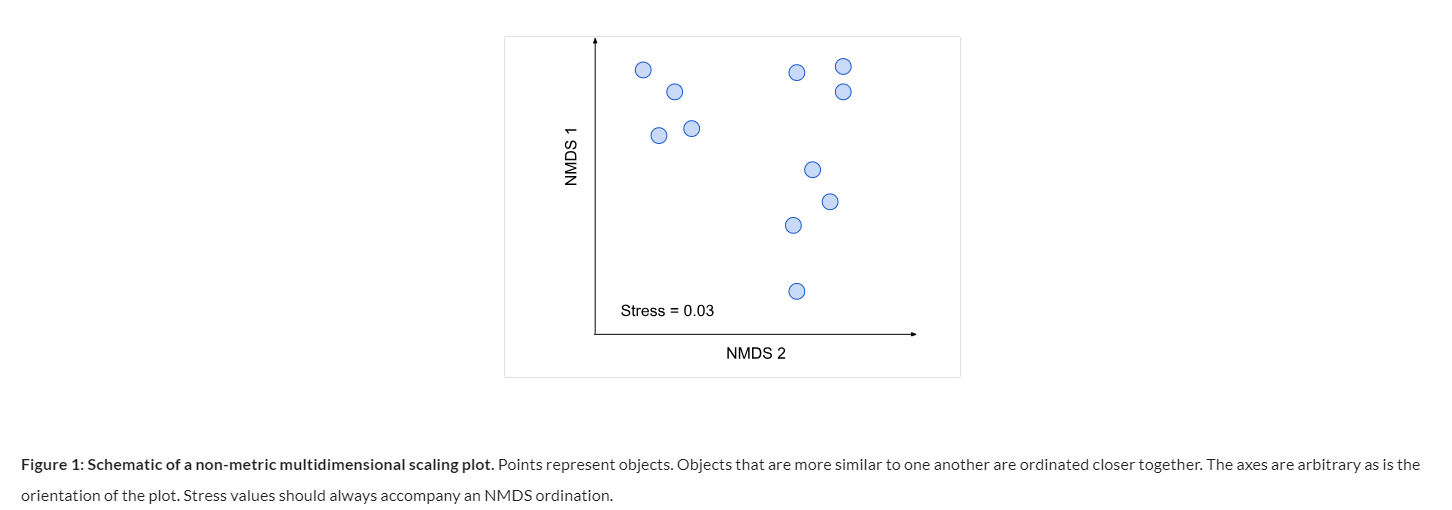 NMDS 1
Stress = 0.03
NMDS 2
Figure 1: Schematic of a non-metric multidimensional scaling plot. Points represent objects. Objects that are more similar to one another are ordinated closer together. The axes are arbitrary as is the
orientation of the plot. Stress values should always accompany an NMDS ordination.